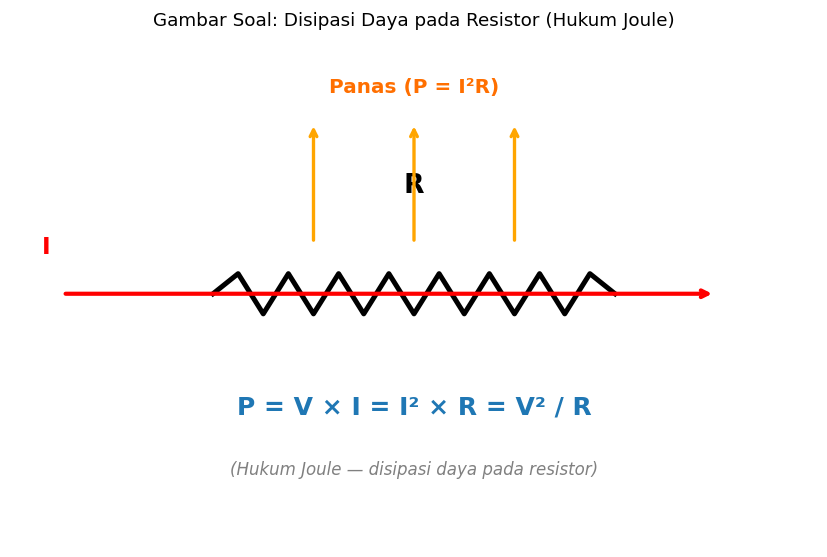 Gambar Soal: Disipasi Daya pada Resistor (Hukum Joule)
Panas (P = I²R)
R
I
P = V × I = I² × R = V² / R
(Hukum Joule — disipasi daya pada resistor)